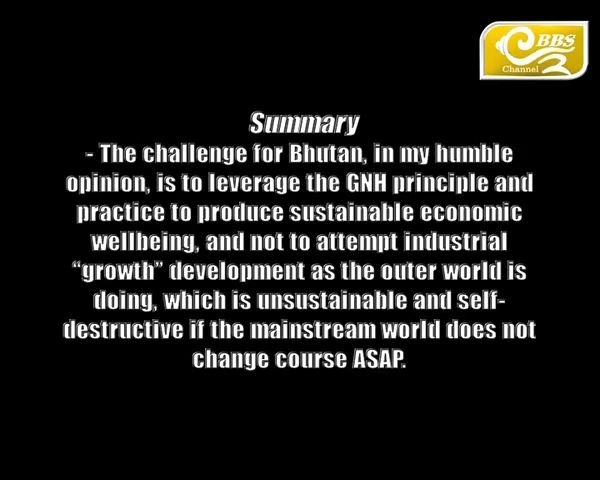 BBS
Channel 2
Summary
- The challenge for Bhutan, in my humble
opinion, is to leverage the GNH principle and
practice to produce sustainable economic
wellbeing, and not to attempt industrial
“growth” development as the outer world is
doing, which is unsustainable and self-
destructive if the mainstream world does not
change course ASAP.